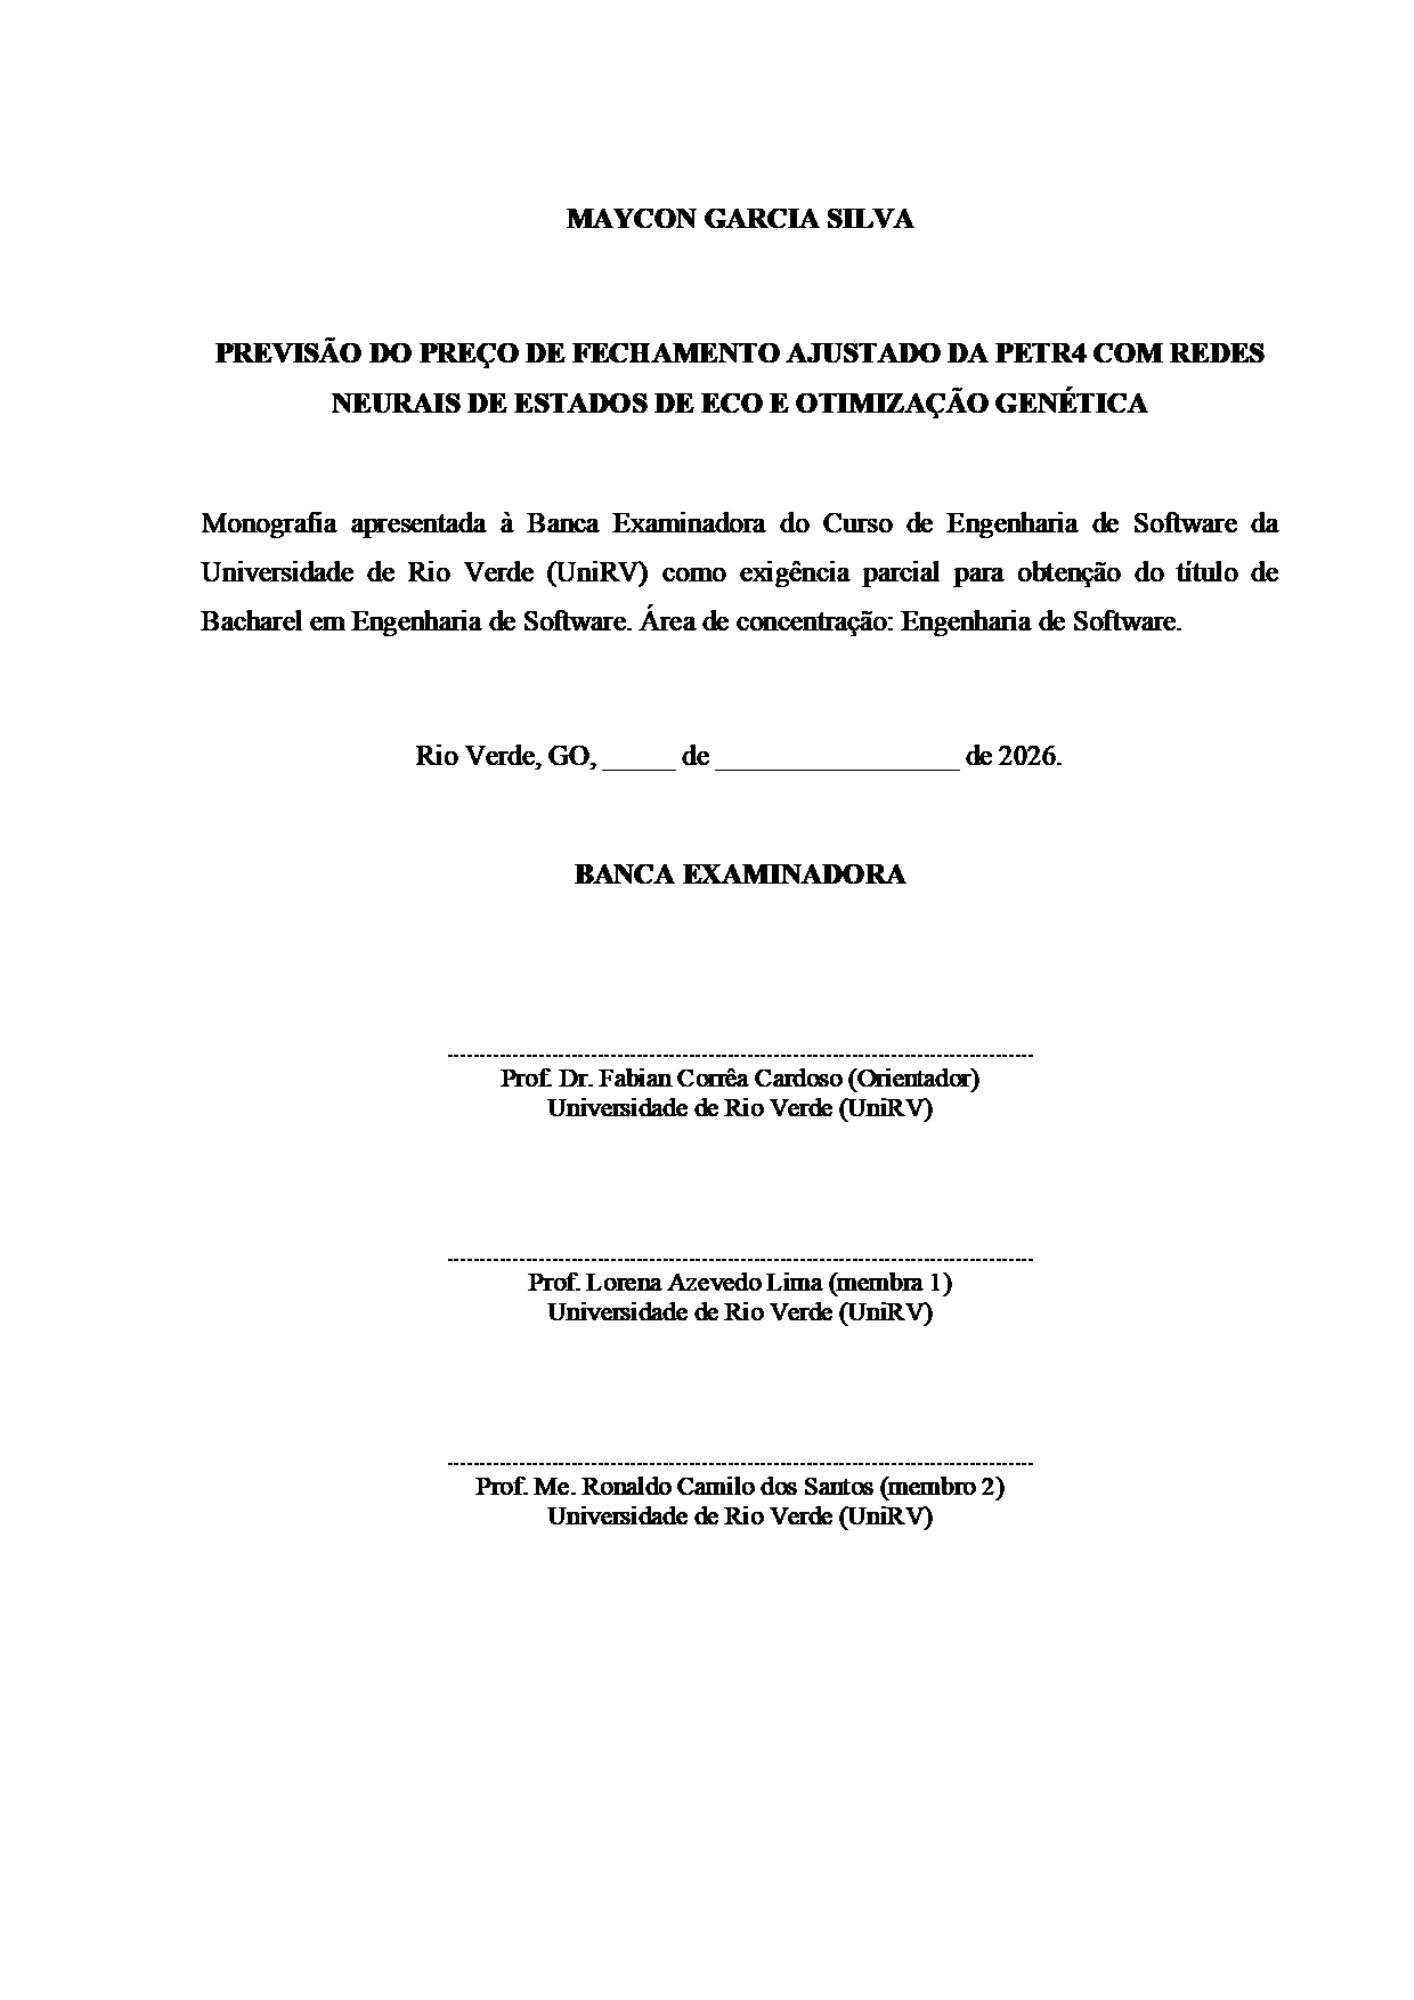 MAYCON GARCIA SILVA
PREVISÃO DO PREÇO DE FECHAMENTO AJUSTADO DA PETR4 COM REDES
NEURAIS DE ESTADOS DE ECO E OTIMIZAÇÃO GENÉTICA
Monografia apresentada à Banca Examinadora do Curso de Engenharia de Software da
Universidade de Rio Verde (UniRV) como exigência parcial para obtenção do título de
Bacharel em Engenharia de Software. Área de concentração: Engenharia de Software.
Rio Verde, GO, _____ de _________________ de 2026.
BANCA EXAMINADORA
Prof. Dr. Fabian Corrêa Cardoso (Orientador)
Universidade de Rio Verde (UniRV)
Prof. Lorena Azevedo Lima (membra 1)
Universidade de Rio Verde (UniRV)
Prof. Me. Ronaldo Camilo dos Santos (membro 2)
Universidade de Rio Verde (UniRV)